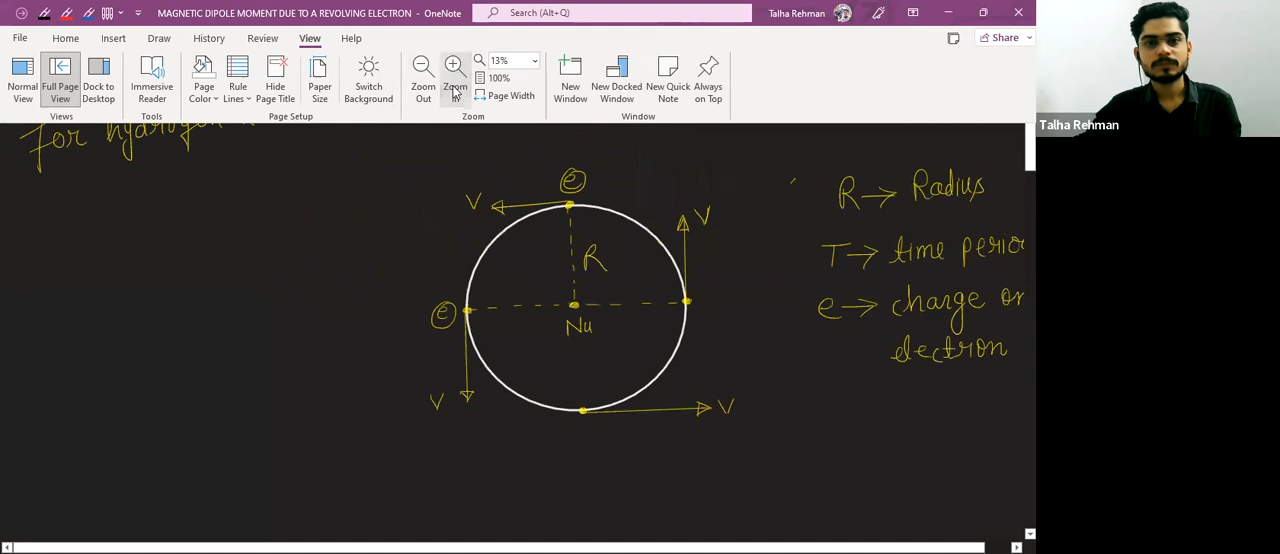 MAGNETIC DIPOLE MOMENT DUE TO A REVOLVING ELECTRON - OneNote
Search (Alt+Q)
Talha Rehman
File Home Insert Draw History Review View Help
Share
Normal View
Full Page View
Dock to Desktop
Immersive Reader
Page Color
Rule Lines
Hide Page Title
Paper Size
Switch Background
Zoom Out
Zoom In
13%
100%
Page Width
New Window
New Docked Window
New Quick Note
Always on Top
Views
Tools
Page Setup
Zoom
Window
Talha Rehman
for hydrogen
e
V
V
R → Radius
R
T → time perio
e
Nu
e → charge on
electron
V
V